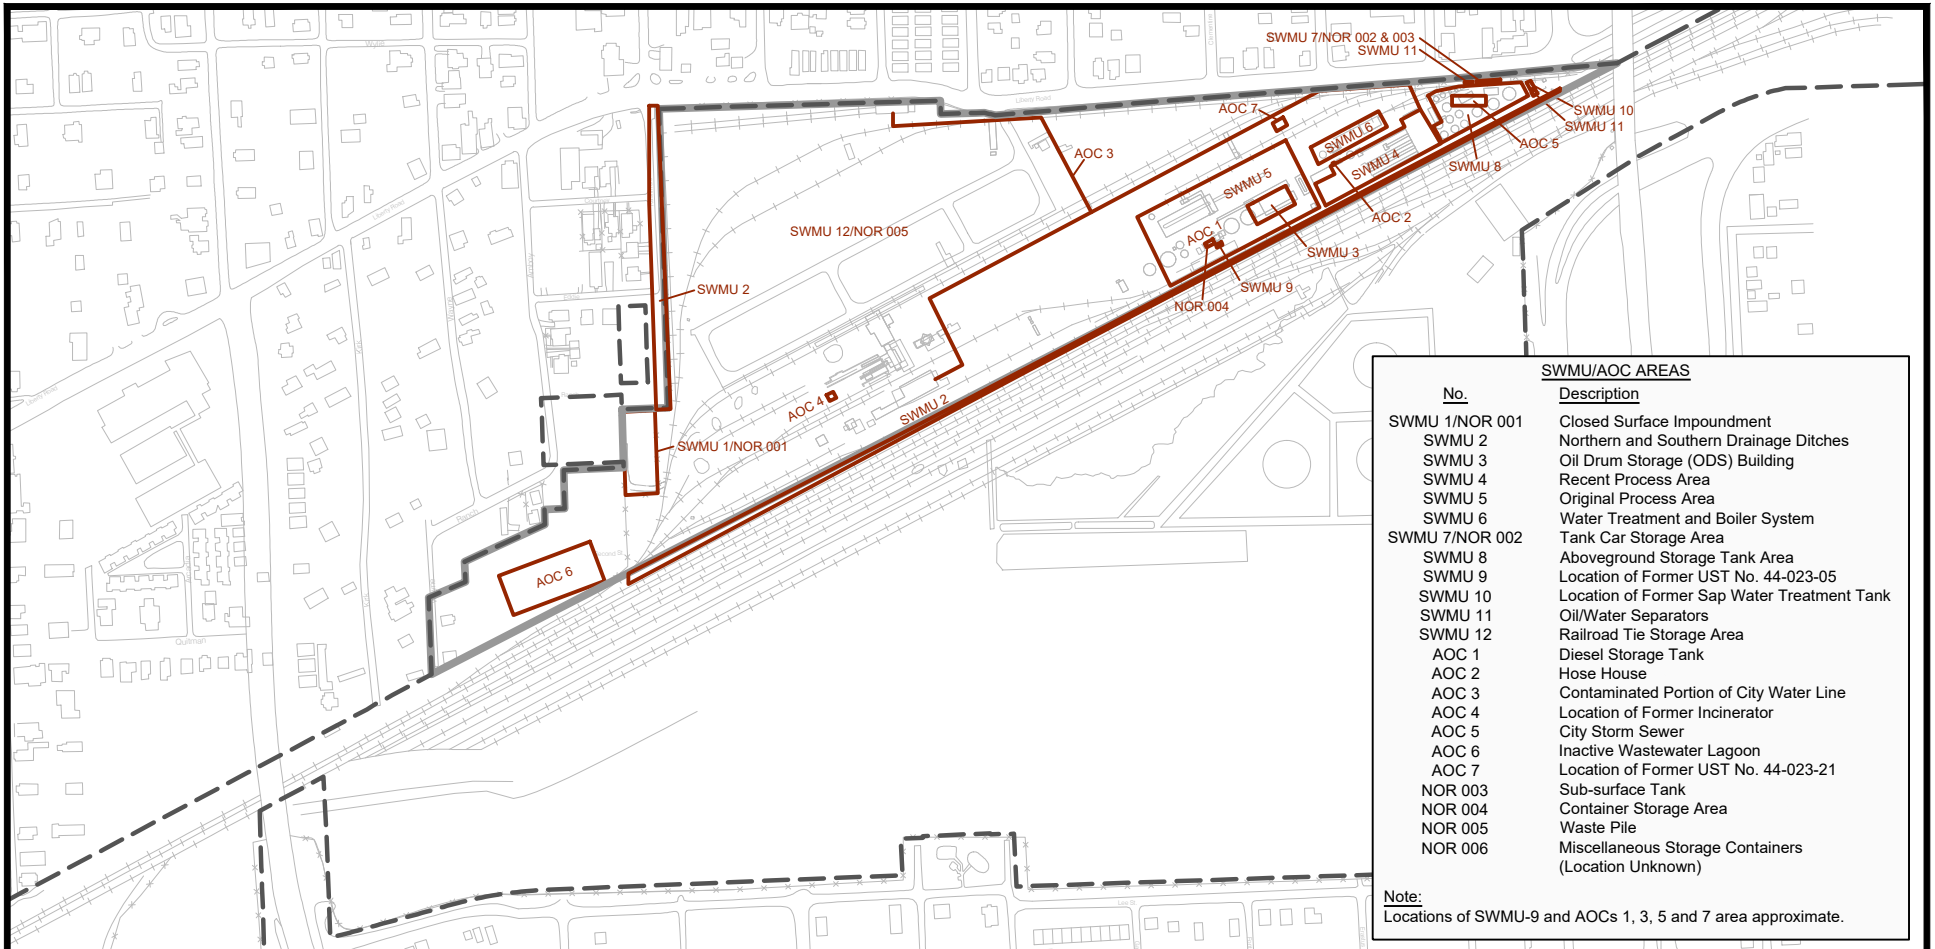 Wylie
Liberty Road
SWMU 7/NOR 002 & 003
SWMU 11
AOC 7
SWMU 10
SWMU 11
AOC 5
SWMU 8
SWMU 6
SWMU 4
AOC 3
SWMU 5
AOC 2
Liberty Road
SWMU 12/NOR 005
AOC 1
SWMU 3
SWMU 2
SWMU 9
NOR 004
Liberty Road
AOC 4
SWMU 2
SWMU 1/NOR 001
AOC 6
Quitman
SWMU/AOC AREAS
No. Description
SWMU 1/NOR 001 Closed Surface Impoundment
SWMU 2 Northern and Southern Drainage Ditches
SWMU 3 Oil Drum Storage (ODS) Building
SWMU 4 Recent Process Area
SWMU 5 Original Process Area
SWMU 6 Water Treatment and Boiler System
SWMU 7/NOR 002 Tank Car Storage Area
SWMU 8 Aboveground Storage Tank Area
SWMU 9 Location of Former UST No. 44-023-05
SWMU 10 Location of Former Sap Water Treatment Tank
SWMU 11 Oil/Water Separators
SWMU 12 Railroad Tie Storage Area
AOC 1 Diesel Storage Tank
AOC 2 Hose House
AOC 3 Contaminated Portion of City Water Line
AOC 4 Location of Former Incinerator
AOC 5 City Storm Sewer
AOC 6 Inactive Wastewater Lagoon
AOC 7 Location of Former UST No. 44-023-21
NOR 003 Sub-surface Tank
NOR 004 Container Storage Area
NOR 005 Waste Pile
NOR 006 Miscellaneous Storage Containers
(Location Unknown)
Note:
Locations of SWMU-9 and AOCs 1, 3, 5 and 7 area approximate.